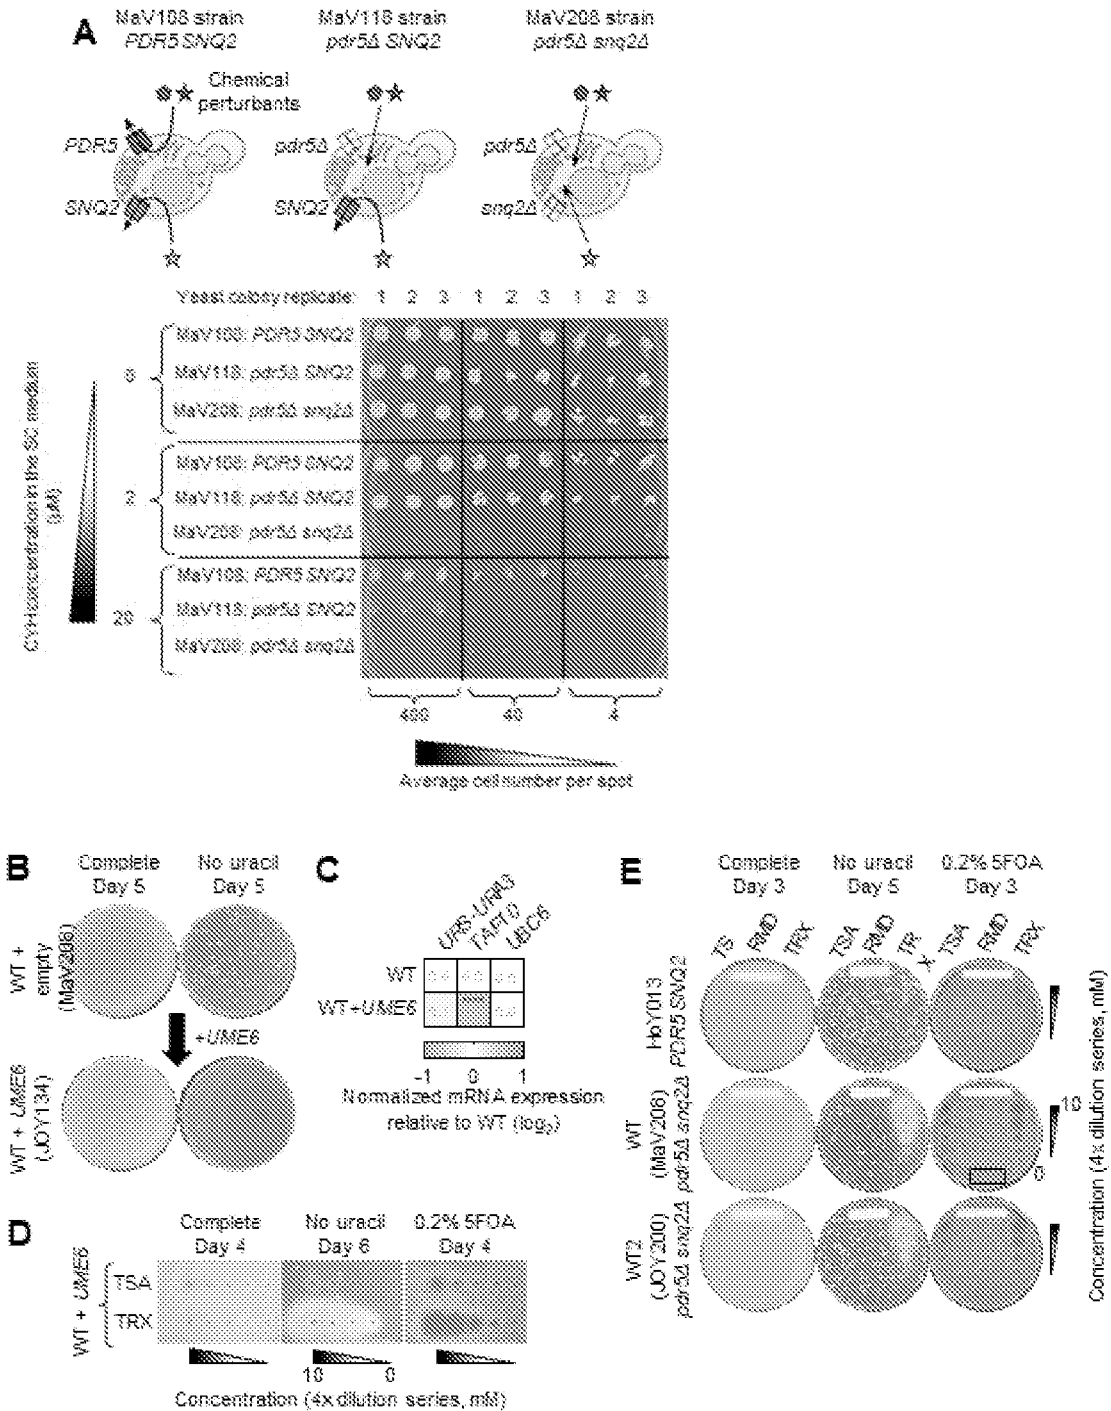 A
MaV108 strain
PDR5 SNQ2
MaV118 strain
pdr5Δ SNQ2
MaV208 strain
pdr5Δ snq2Δ
Chemical
perturbants
PDR5
SNQ2
pdr5Δ
SNQ2
pdr5Δ
snq2Δ
Yeast colony replicate: 1 2 3 1 2 3 1 2 3
CYH concentration in the SC medium
(µM)
0
MaV108: PDR5 SNQ2
MaV118: pdr5Δ SNQ2
MaV208: pdr5Δ snq2Δ
2
MaV108: PDR5 SNQ2
MaV118: pdr5Δ SNQ2
MaV208: pdr5Δ snq2Δ
20
MaV108: PDR5 SNQ2
MaV118: pdr5Δ SNQ2
MaV208: pdr5Δ snq2Δ
400 40 4
Average cell number per spot
B
Complete
Day 5
No uracil
Day 5
WT +
empty
(MaV208)
+UME6
WT + UME6
(JOY134)
C
URS-URA3
TAF10
UBC6
WT
WT+UME6
-1 0 1
Normalized mRNA expression
relative to WT (log2)
D
Complete
Day 4
No uracil
Day 6
0.2% 5FOA
Day 4
WT + UME6
TSA
TRX
10 0
Concentration (4x dilution series, mM)
E
Complete
Day 3
No uracil
Day 5
0.2% 5FOA
Day 3
TS
RMD
TRX
TSA
RMD
TR
X
TSA
RMD
TRX
HoY013
PDR5 SNQ2
WT
(MaV208)
pdr5Δ snq2Δ
WT2
(JOY200)
pdr5Δ snq2Δ
10
0
Concentration (4x dilution series, mM)